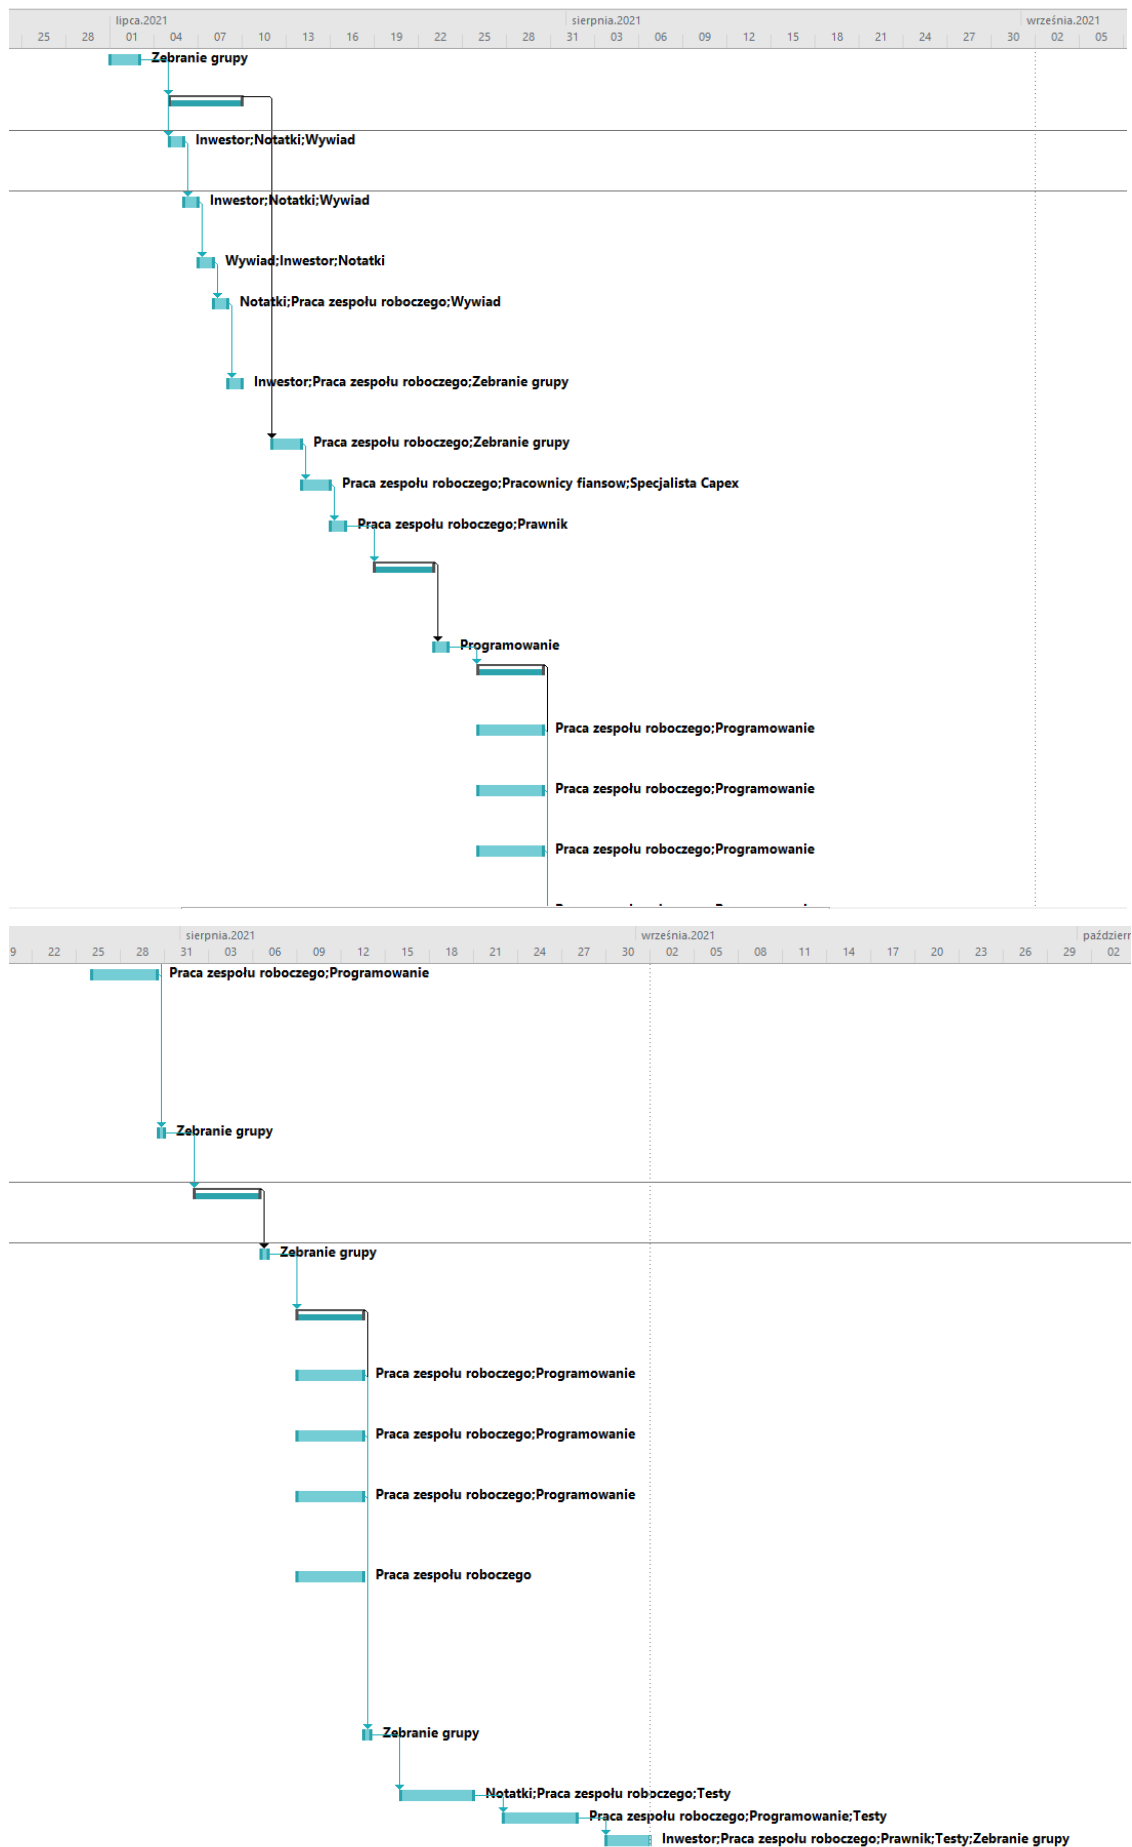 lipca.2021 sierpnia.2021 września.2021
25 28 01 04 07 10 13 16 19 22 25 28 31 03 06 09 12 15 18 21 24 27 30 02 05
Zebranie grupy
Inwestor;Notatki;Wywiad
Inwestor;Notatki;Wywiad
Wywiad;Inwestor;Notatki
Notatki;Praca zespołu roboczego;Wywiad
Inwestor;Praca zespołu roboczego;Zebranie grupy
Praca zespołu roboczego;Zebranie grupy
Praca zespołu roboczego;Pracownicy fiansow;Specjalista Capex
Praca zespołu roboczego;Prawnik
Programowanie
Praca zespołu roboczego;Programowanie
Praca zespołu roboczego;Programowanie
Praca zespołu roboczego;Programowanie
sierpnia.2021 września.2021 październ
9 22 25 28 31 03 06 09 12 15 18 21 24 27 30 02 05 08 11 14 17 20 23 26 29 02
Praca zespołu roboczego;Programowanie
Zebranie grupy
Zebranie grupy
Praca zespołu roboczego;Programowanie
Praca zespołu roboczego;Programowanie
Praca zespołu roboczego;Programowanie
Praca zespołu roboczego
Zebranie grupy
Notatki;Praca zespołu roboczego;Testy
Praca zespołu roboczego;Programowanie;Testy
Inwestor;Praca zespołu roboczego;Prawnik;Testy;Zebranie grupy